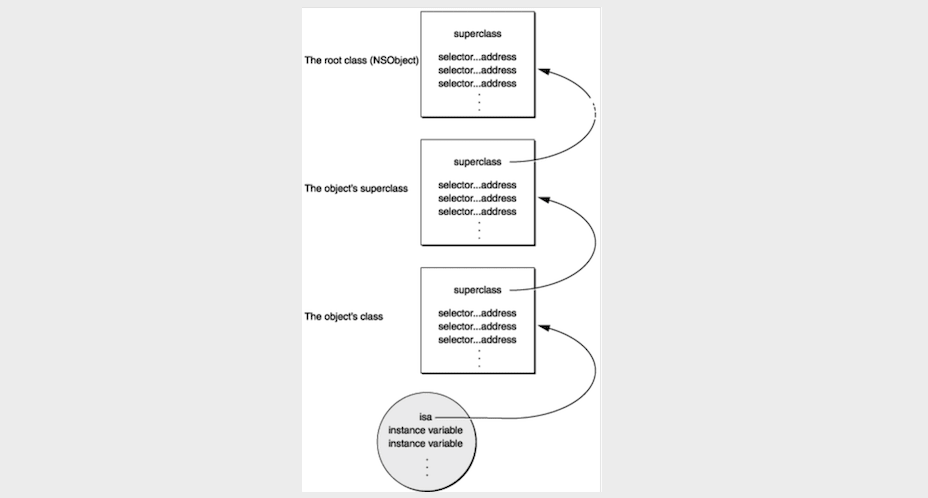 superclass
The root class (NSObject)
selector...address
selector...address
selector...address
superclass
The object's superclass
selector...address
selector...address
selector...address
superclass
The object's class
selector...address
selector...address
selector...address
isa
instance variable
instance variable